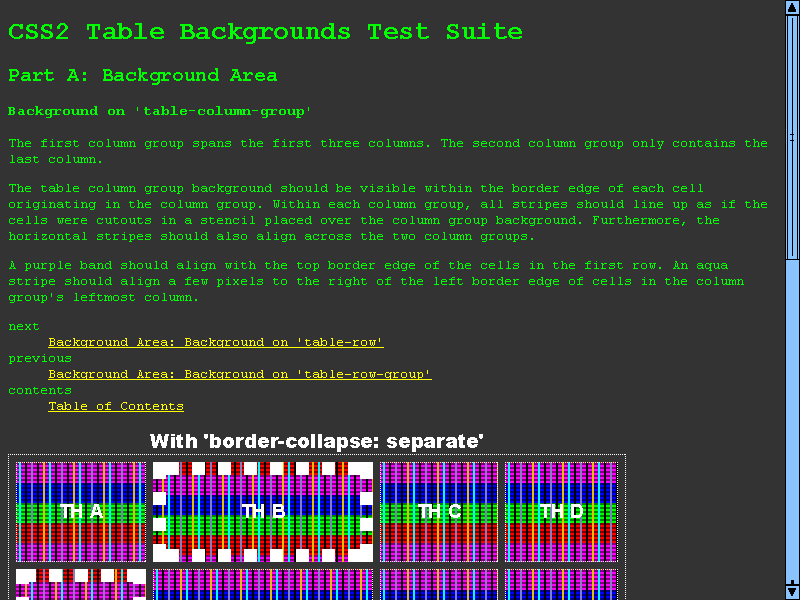 CSS2 Table Backgrounds Test Suite
Part A: Background Area
Background on 'table-column-group'
The first column group spans the first three columns. The second column group only contains the
last column.
The table column group background should be visible within the border edge of each cell
originating in the column group. Within each column group, all stripes should line up as if the
cells were cutouts in a stencil placed over the column group background. Furthermore, the
horizontal stripes should also align across the two column groups.
A purple band should align with the top border edge of the cells in the first row. An aqua
stripe should align a few pixels to the right of the left border edge of cells in the column
group's leftmost column.
next
Background Area: Background on 'table-row'
previous
Background Area: Background on 'table-row-group'
contents
Table of Contents
With 'border-collapse: separate'
TH A TH B TH C TH D